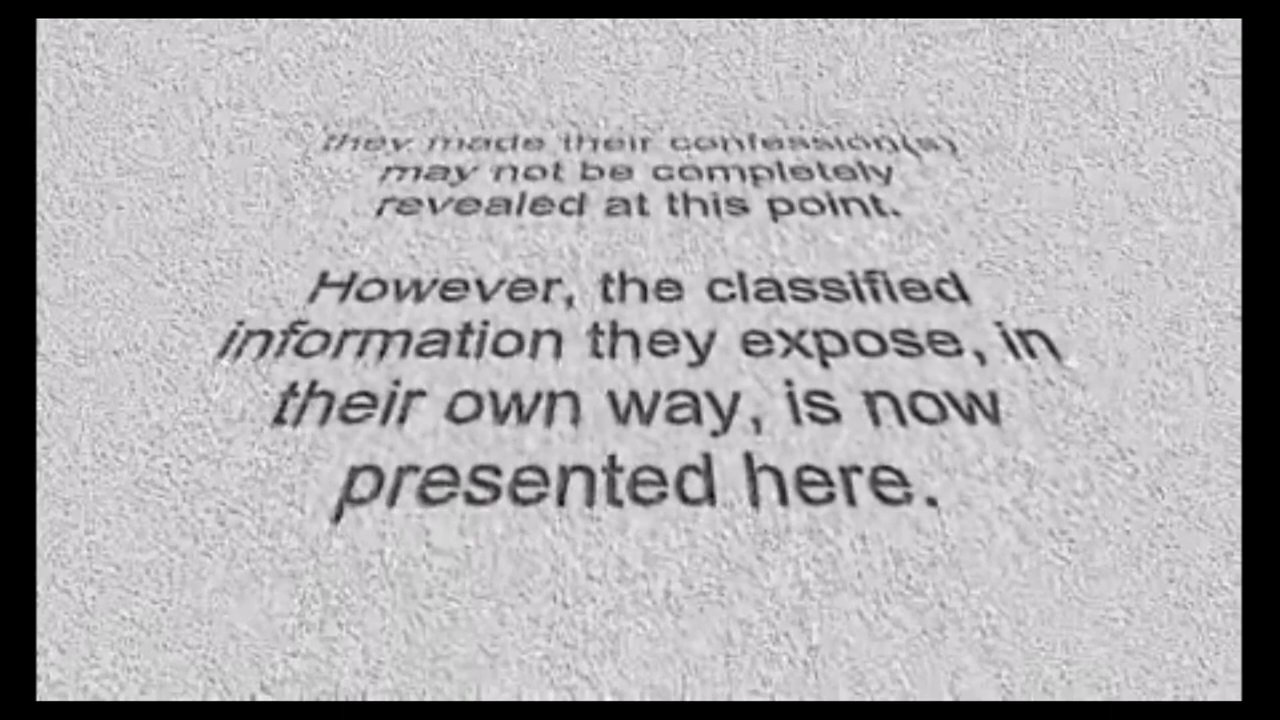 they made their confession(s)
may not be completely
revealed at this point.
However, the classified
information they expose, in
their own way, is now
presented here.